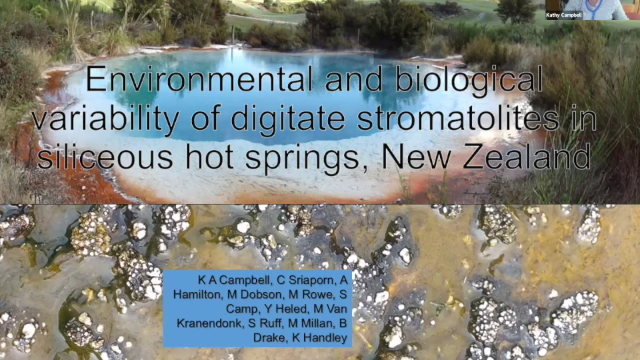 Kathy Campbell
Environmental and biological
variability of digitate stromatolites in
siliceous hot springs, New Zealand
K A Campbell, C Sriaporn, A
Hamilton, M Dobson, M Rowe, S
Camp, Y Heled, M Van
Kranendonk, S Ruff, M Millan, B
Drake, K Handley